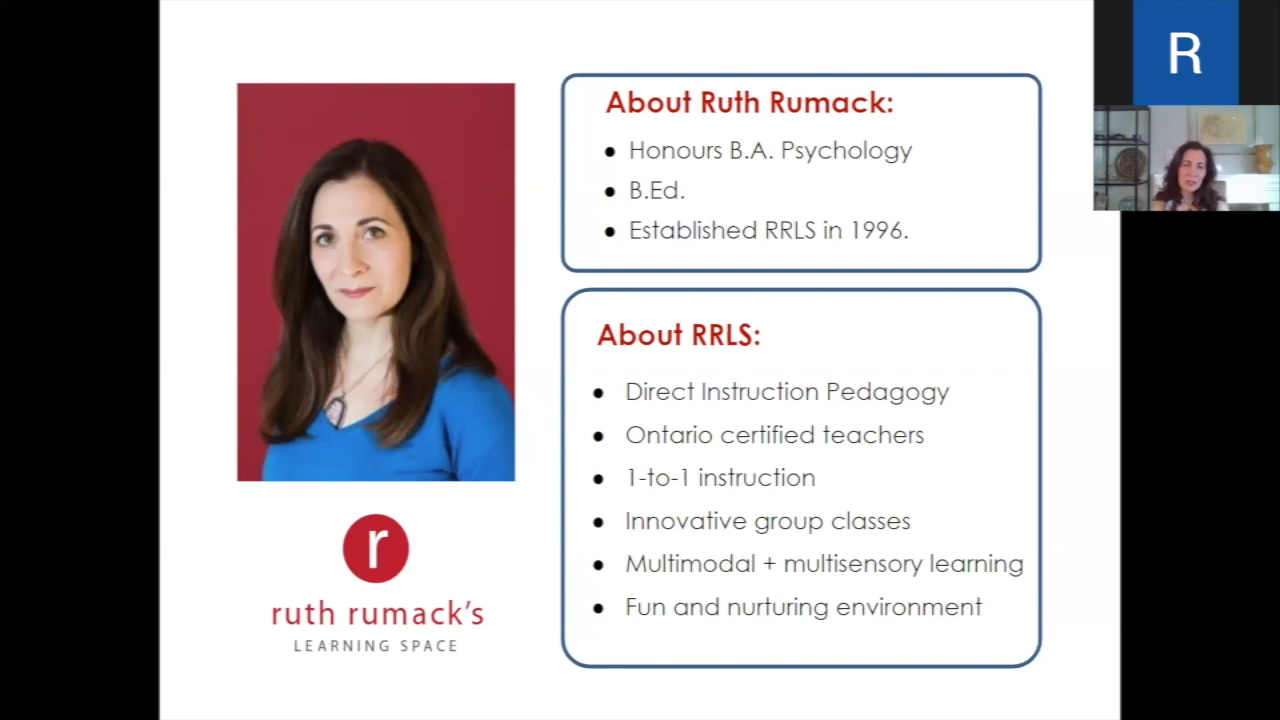 About Ruth Rumack:
● Honours B.A. Psychology
● B.Ed.
● Established RRLS in 1996.
About RRLS:
● Direct Instruction Pedagogy
● Ontario certified teachers
● 1-to-1 instruction
● Innovative group classes
● Multimodal + multisensory learning
● Fun and nurturing environment
r
ruth rumack's
LEARNING SPACE
R